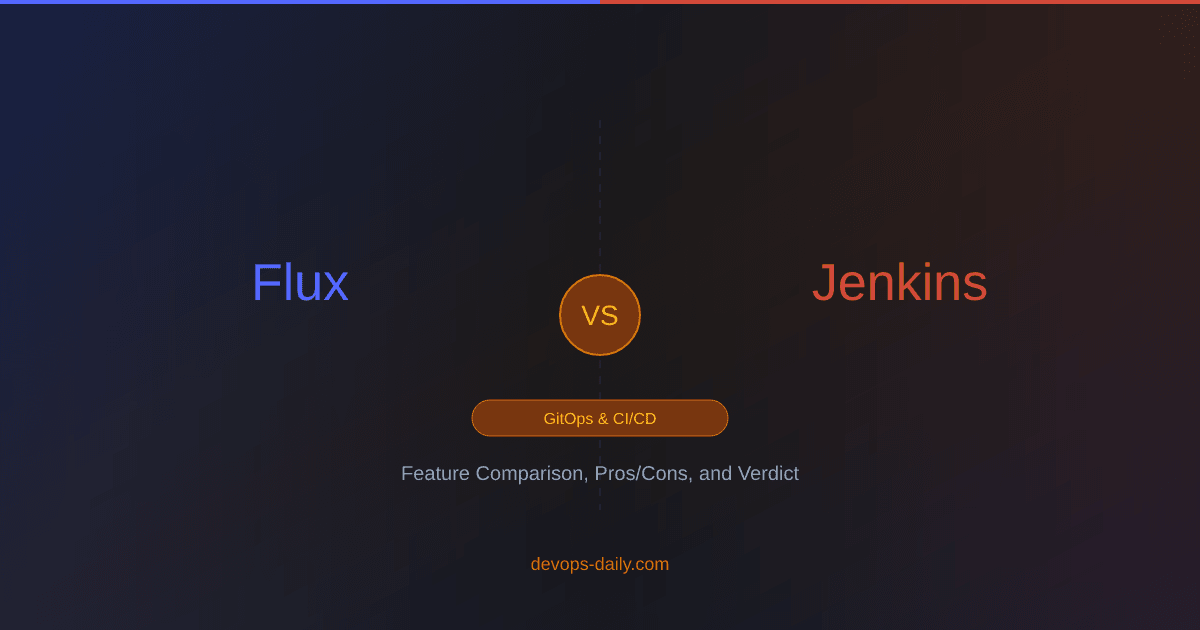 Flux
Jenkins
VS
GitOps & CI/CD
Feature Comparison, Pros/Cons, and Verdict
devops-daily.com